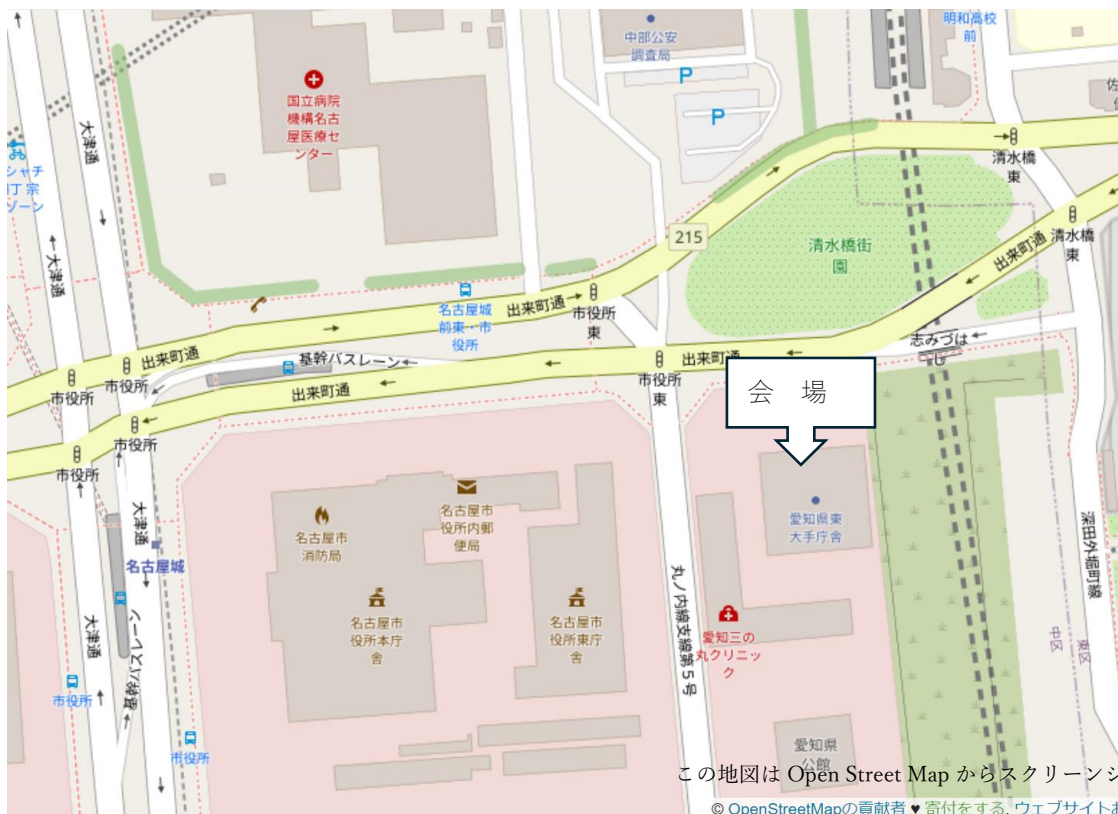 明和高校
前
中部公安
調査局
P
P
国立病院
機構名古
屋医療セ
ンター
大津通
シャチ
丁宗
ゾーン
佐
清水橋
東
大津通
215
清水橋街
園
清水橋
東
出来町通
名古屋城
前東・市
役所
出来町通
市役所
東
志みづは
し
出来町通
基幹バスレーン
出来町通
出来町通
市役所
市役所
市役所
東
市役所
市役所
会 場
大津通
名古屋城
名古屋市
消防局
名古屋市
役所内郵
便局
愛知県東
大手庁舎
深田外堀町線
丸ノ内線支線第5号
名古屋市
役所本庁
舎
名古屋市
役所東庁
舎
愛知三の
丸クリニッ
ク
大津通
基幹バスレーン
中区
東区
市役所
市役所
愛知県
公館
この地図は Open Street Map からスクリーンシ
© OpenStreetMapの貢献者 ♥ 寄付をする. ウェブサイトお